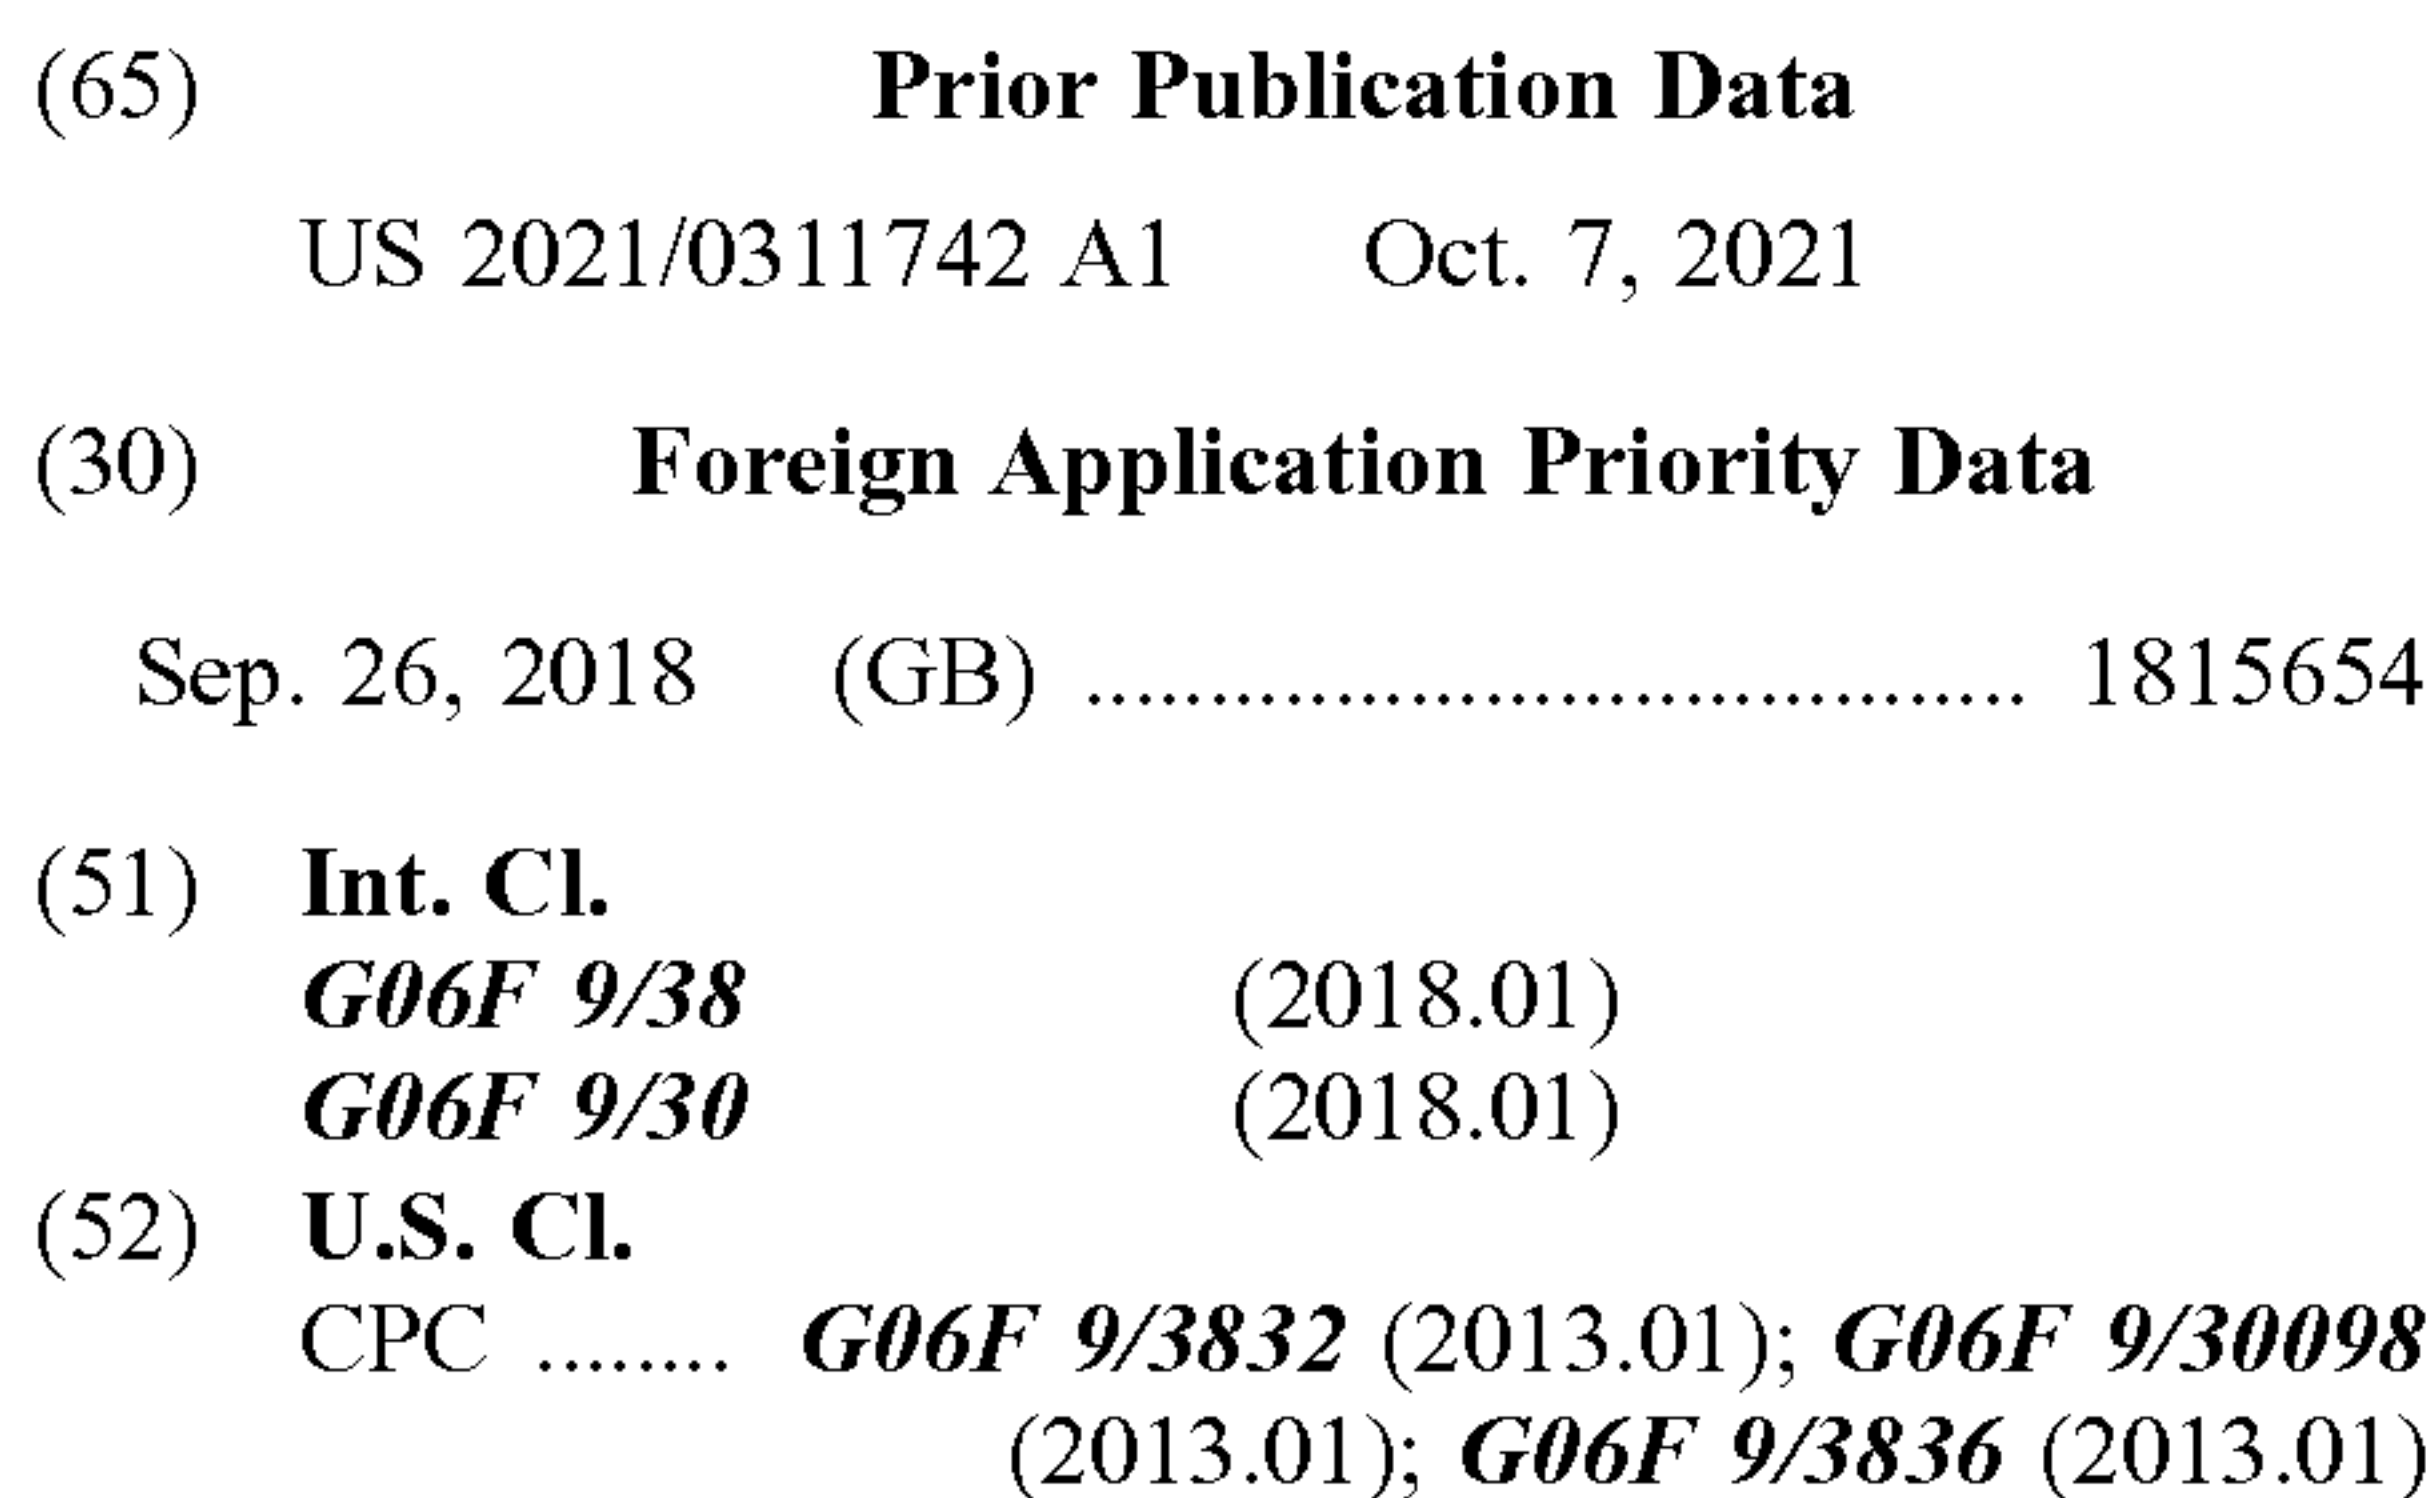 (65) Prior Publication Data
US 2021/0311742 A1 Oct. 7, 2021
(30) Foreign Application Priority Data
Sep. 26, 2018 (GB) ...................................... 1815654
(51) Int. Cl.
G06F 9/38 (2018.01)
G06F 9/30 (2018.01)
(52) U.S. Cl.
CPC ........ G06F 9/3832 (2013.01); G06F 9/30098
(2013.01); G06F 9/3836 (2013.01)